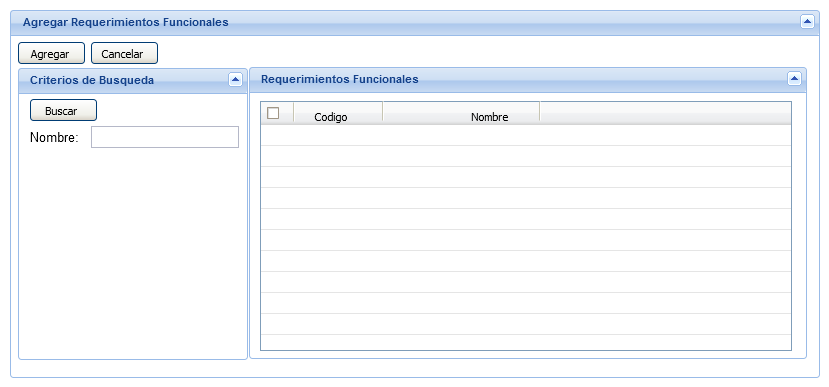 Agregar Requerimientos Funcionales
Agregar Cancelar
Criterios de Busqueda
Buscar
Nombre:
Requerimientos Funcionales
Codigo Nombre